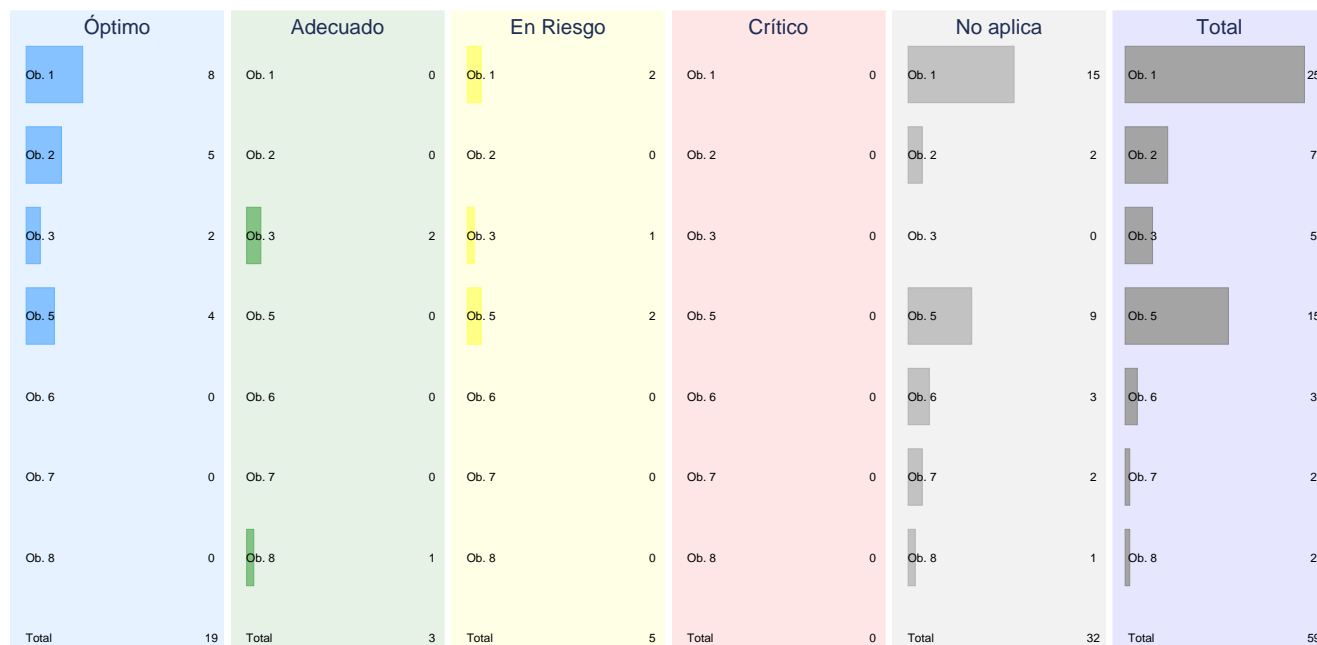 Óptimo Adecuado En Riesgo Crítico No aplica Total
Ob. 1 8 Ob. 1 0 Ob. 1 2 Ob. 1 0 Ob. 1 15 Ob. 1 25
Ob. 2 5 Ob. 2 0 Ob. 2 0 Ob. 2 0 Ob. 2 2 Ob. 2 7
Ob. 3 2 Ob. 3 2 Ob. 3 1 Ob. 3 0 Ob. 3 0 Ob. 3 5
Ob. 5 4 Ob. 5 0 Ob. 5 2 Ob. 5 0 Ob. 5 9 Ob. 5 15
Ob. 6 0 Ob. 6 0 Ob. 6 0 Ob. 6 0 Ob. 6 3 Ob. 6 3
Ob. 7 0 Ob. 7 0 Ob. 7 0 Ob. 7 0 Ob. 7 2 Ob. 7 2
Ob. 8 0 Ob. 8 1 Ob. 8 0 Ob. 8 0 Ob. 8 1 Ob. 8 2
Total 19 Total 3 Total 5 Total 0 Total 32 Total 59